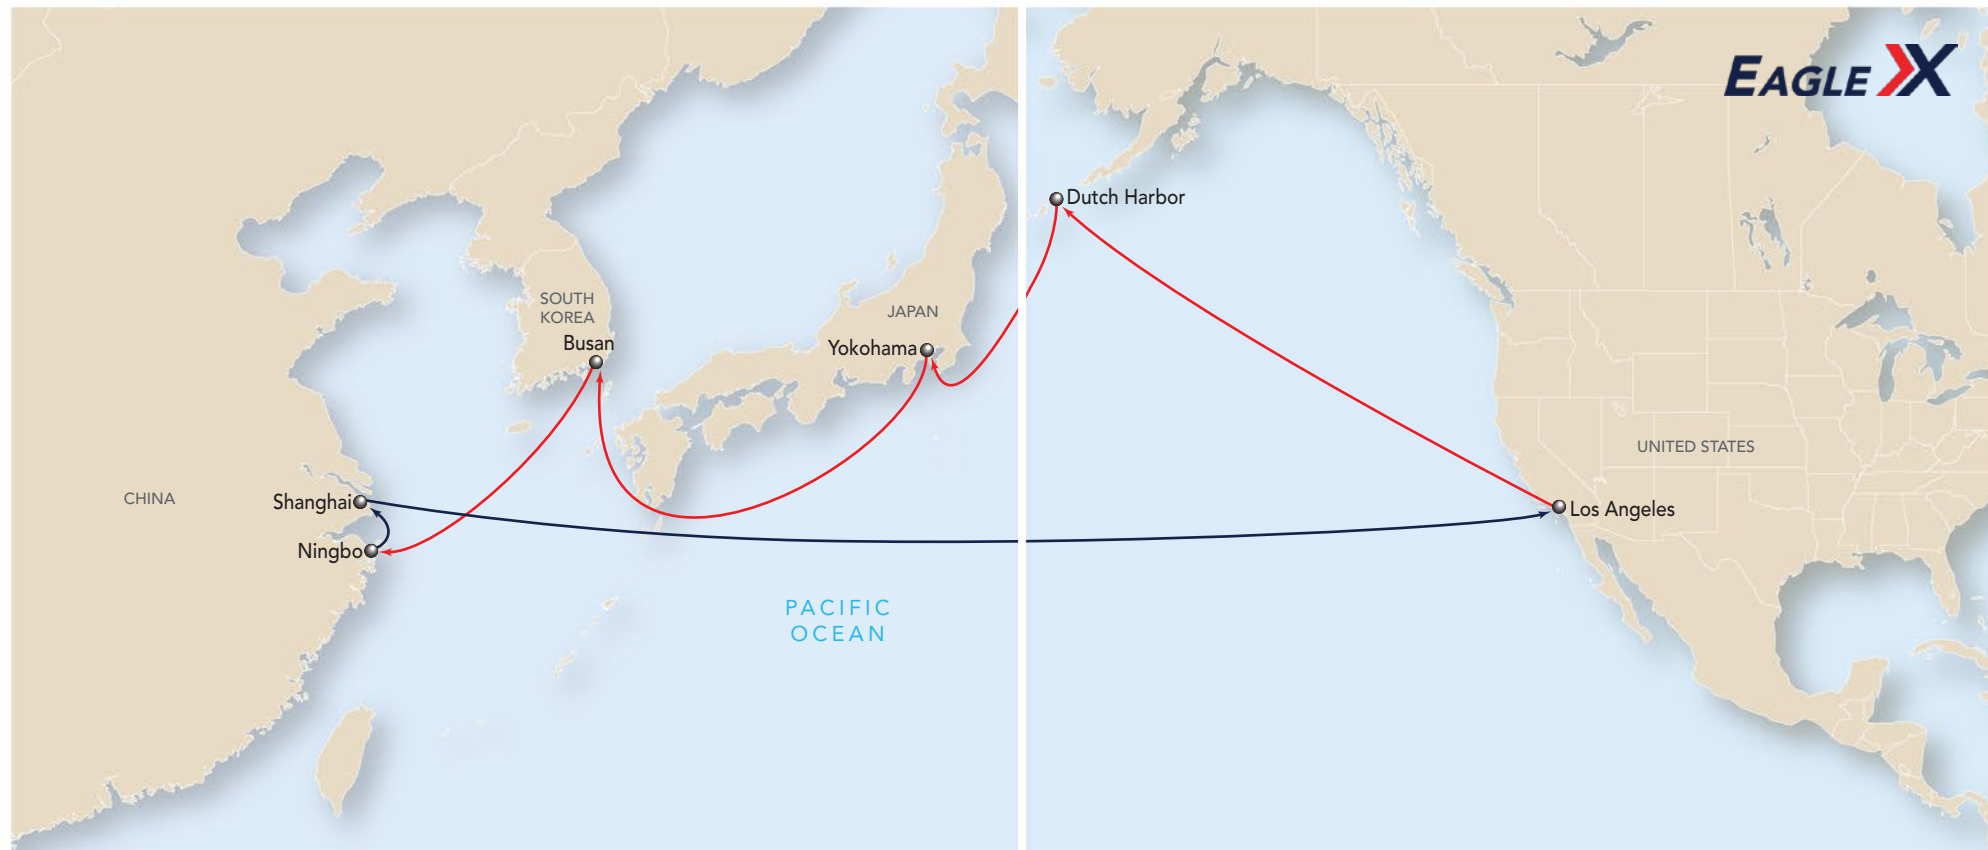 EAGLE X
Dutch Harbor
SOUTH
KOREA
JAPAN
Busan
Yokohama
UNITED STATES
CHINA
Shanghai
Los Angeles
Ningbo
PACIFIC
OCEAN